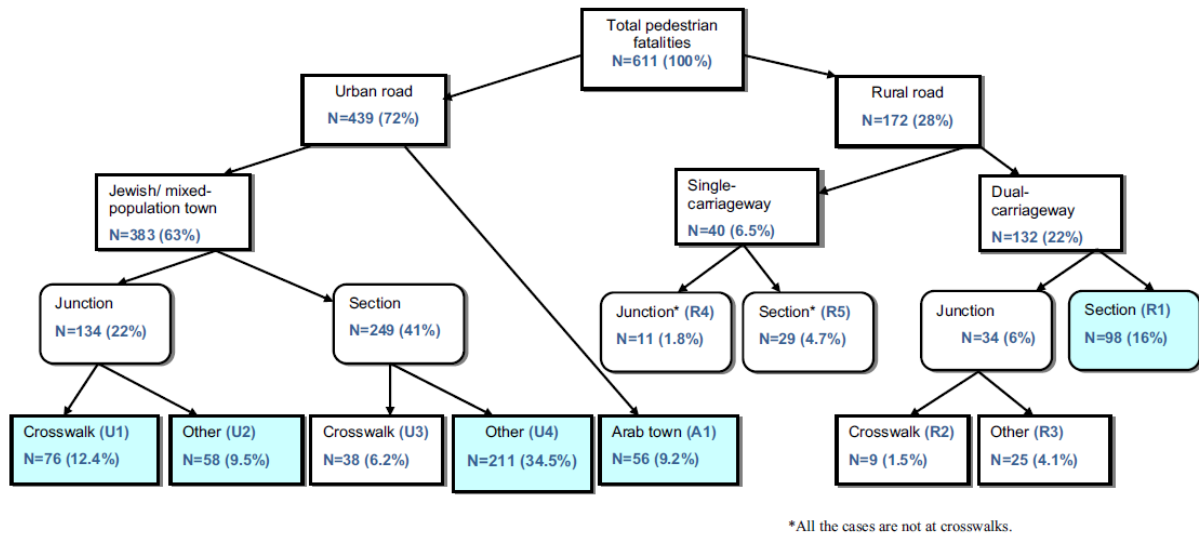 Total pedestrian
fatalities
N=611 (100%)
Urban road
N=439 (72%)
Rural road
N=172 (28%)
Jewish/ mixed-
population town
N=383 (63%)
Single-
carriageway
N=40 (6.5%)
Dual-
carriageway
N=132 (22%)
Junction
N=134 (22%)
Section
N=249 (41%)
Junction* (R4)
N=11 (1.8%)
Section* (R5)
N=29 (4.7%)
Junction
N=34 (6%)
Section (R1)
N=98 (16%)
Crosswalk (U1)
N=76 (12.4%)
Other (U2)
N=58 (9.5%)
Crosswalk (U3)
N=38 (6.2%)
Other (U4)
N=211 (34.5%)
Arab town (A1)
N=56 (9.2%)
Crosswalk (R2)
N=9 (1.5%)
Other (R3)
N=25 (4.1%)
*All the cases are not at crosswalks.